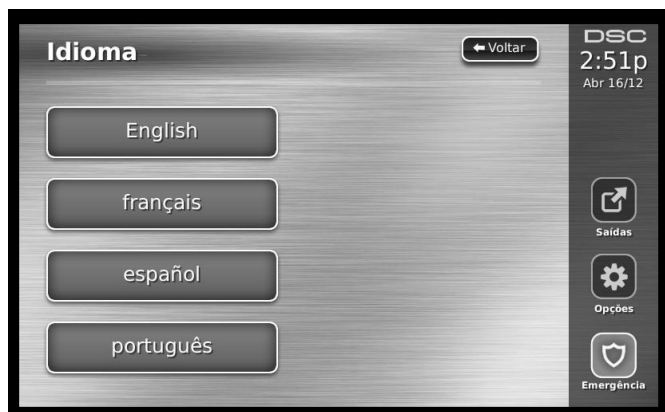 Idioma
Voltar
DSC
2:51p
Abr 16/12
English
français
español
português
Saídas
Opções
Emergência